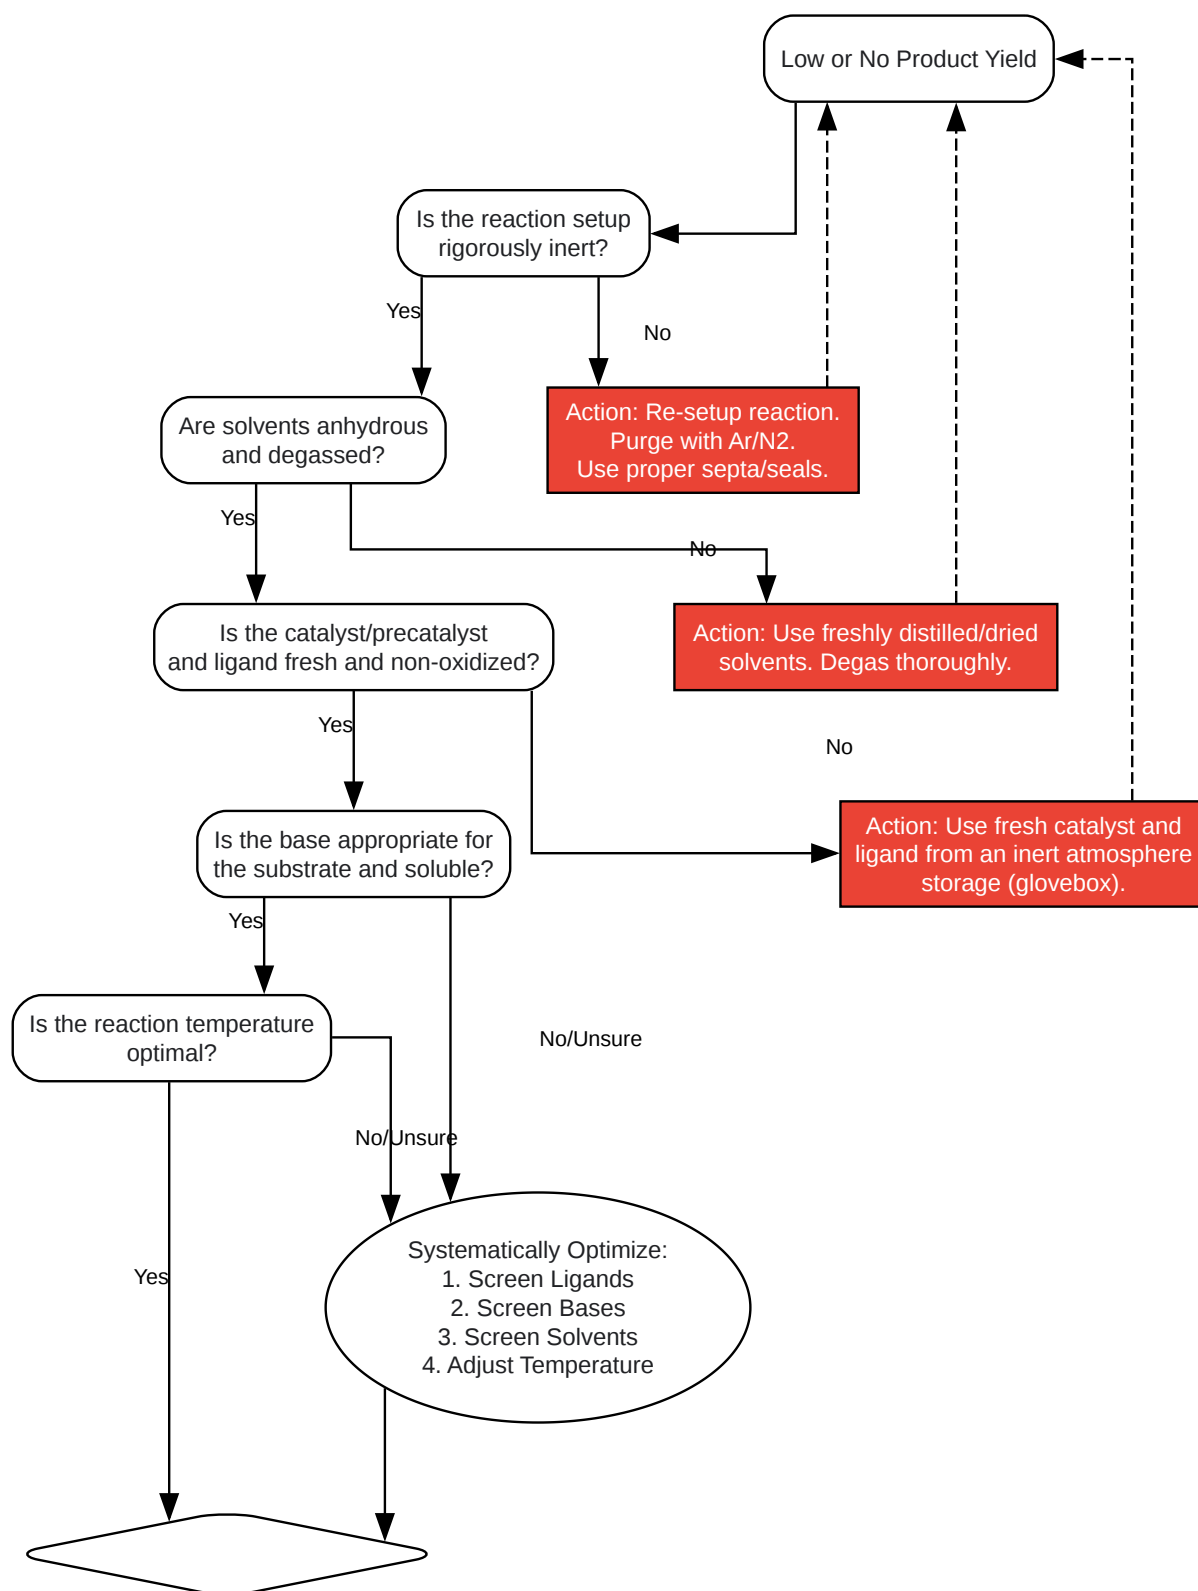 Low or No Product Yield
Is the reaction setup
rigorously inert?
Yes
No
Are solvents anhydrous
and degassed?
Action: Re-setup reaction.
Purge with Ar/N2.
Use proper septa/seals.
Yes
No
Is the catalyst/precatalyst
and ligand fresh and non-oxidized?
Action: Use freshly distilled/dried
solvents. Degas thoroughly.
Yes
No
Is the base appropriate for
the substrate and soluble?
Action: Use fresh catalyst and
ligand from an inert atmosphere
storage (glovebox).
Yes
Is the reaction temperature
optimal?
No/Unsure
No/Unsure
Yes
Systematically Optimize:
1. Screen Ligands
2. Screen Bases
3. Screen Solvents
4. Adjust Temperature